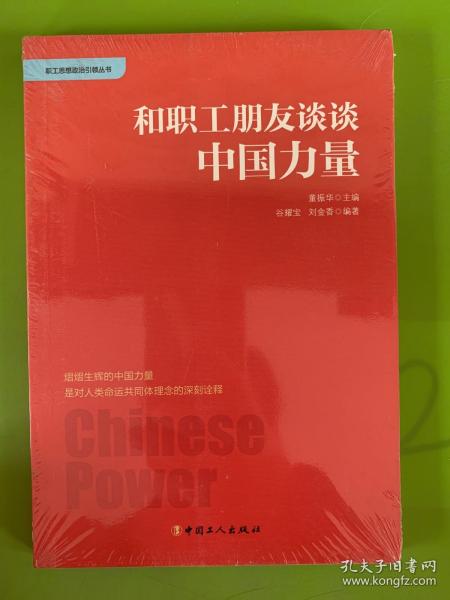 职工思想政治引领丛书
和职工朋友谈谈
中国力量
董振华○主编
谷耀宝 刘金香○编著
熠熠生辉的中国力量
是对人类命运共同体理念的深刻诠释
Chinese
Power
中国工人出版社
2
孔夫子旧书网
www.kongfz.com